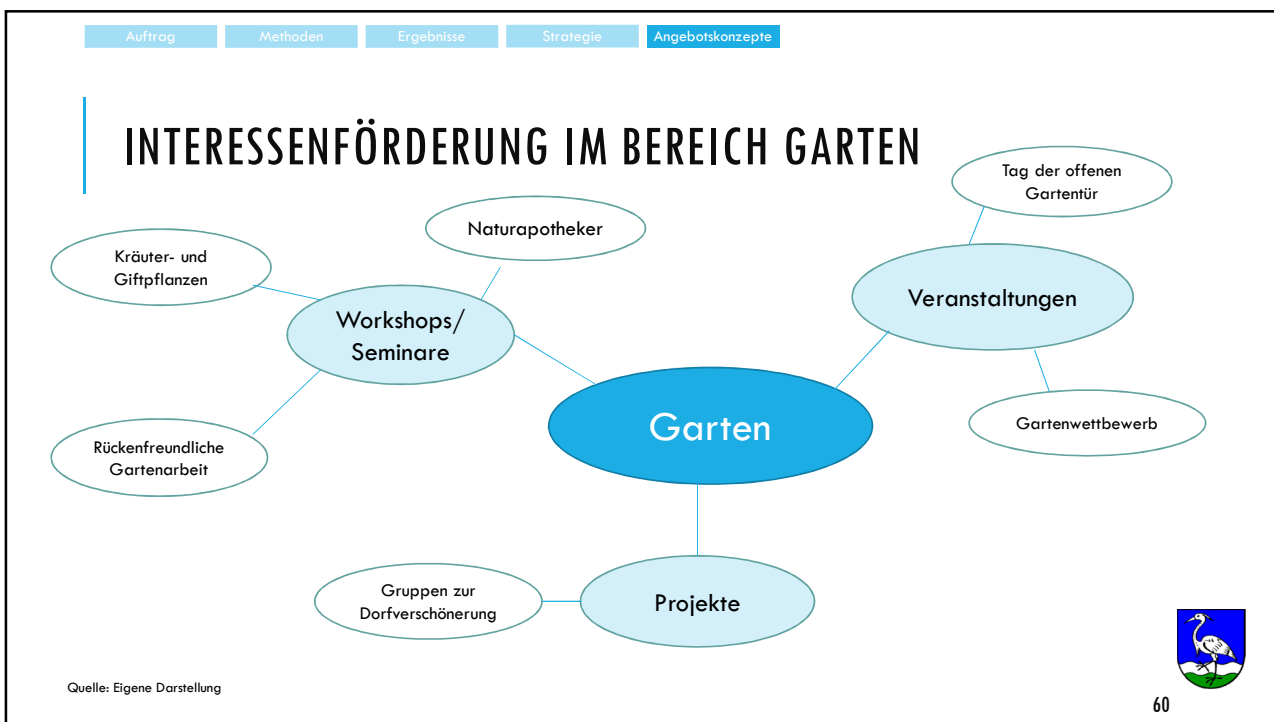 Auftrag
Methoden
Ergebnisse
Strategie
Angebotskonzepte
INTERESSENFÖRDERUNG IM BEREICH GARTEN
Tag der offenen
Gartentür
Naturapotheker
Kräuter- und
Giftpflanzen
Veranstaltungen
Workshops/
Seminare
Garten
Gartenwettbewerb
Rückenfreundliche
Gartenarbeit
Gruppen zur
Dorfverschönerung
Projekte
Quelle: Eigene Darstellung
60